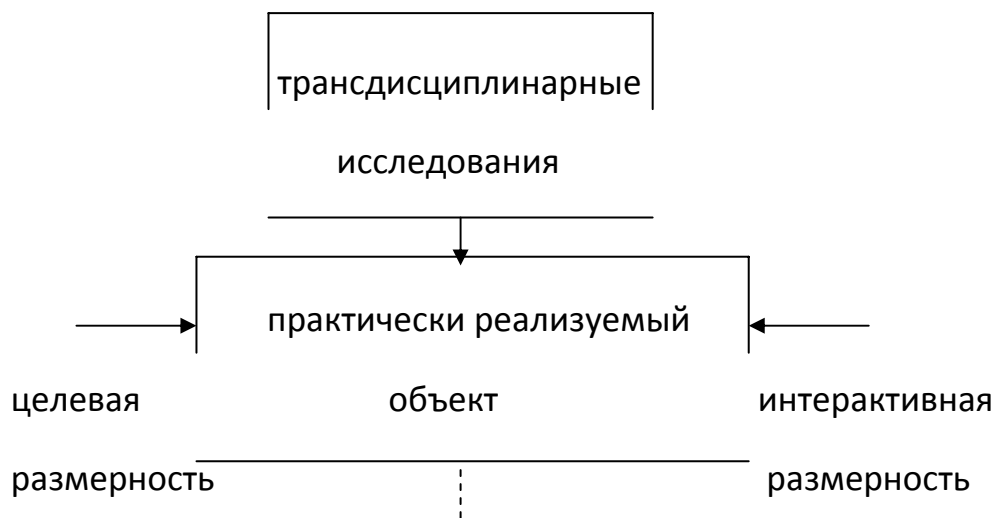 трансдисциплинарные
исследования
практически реализуемый
целевая объект интерактивная
размерность размерность